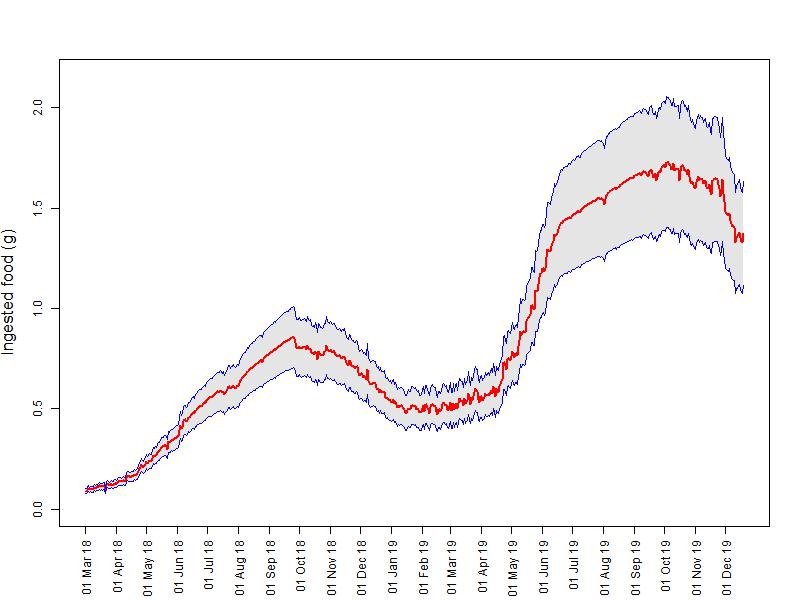 Ingested food (g)
2.0
1.5
1.0
0.5
0.0
01 Mar 18
01 Apr 18
01 May 18
01 Jun 18
01 Jul 18
01 Aug 18
01 Sep 18
01 Oct 18
01 Nov 18
01 Dec 18
01 Jan 19
01 Feb 19
01 Mar 19
01 Apr 19
01 May 19
01 Jun 19
01 Jul 19
01 Aug 19
01 Sep 19
01 Oct 19
01 Nov 19
01 Dec 19